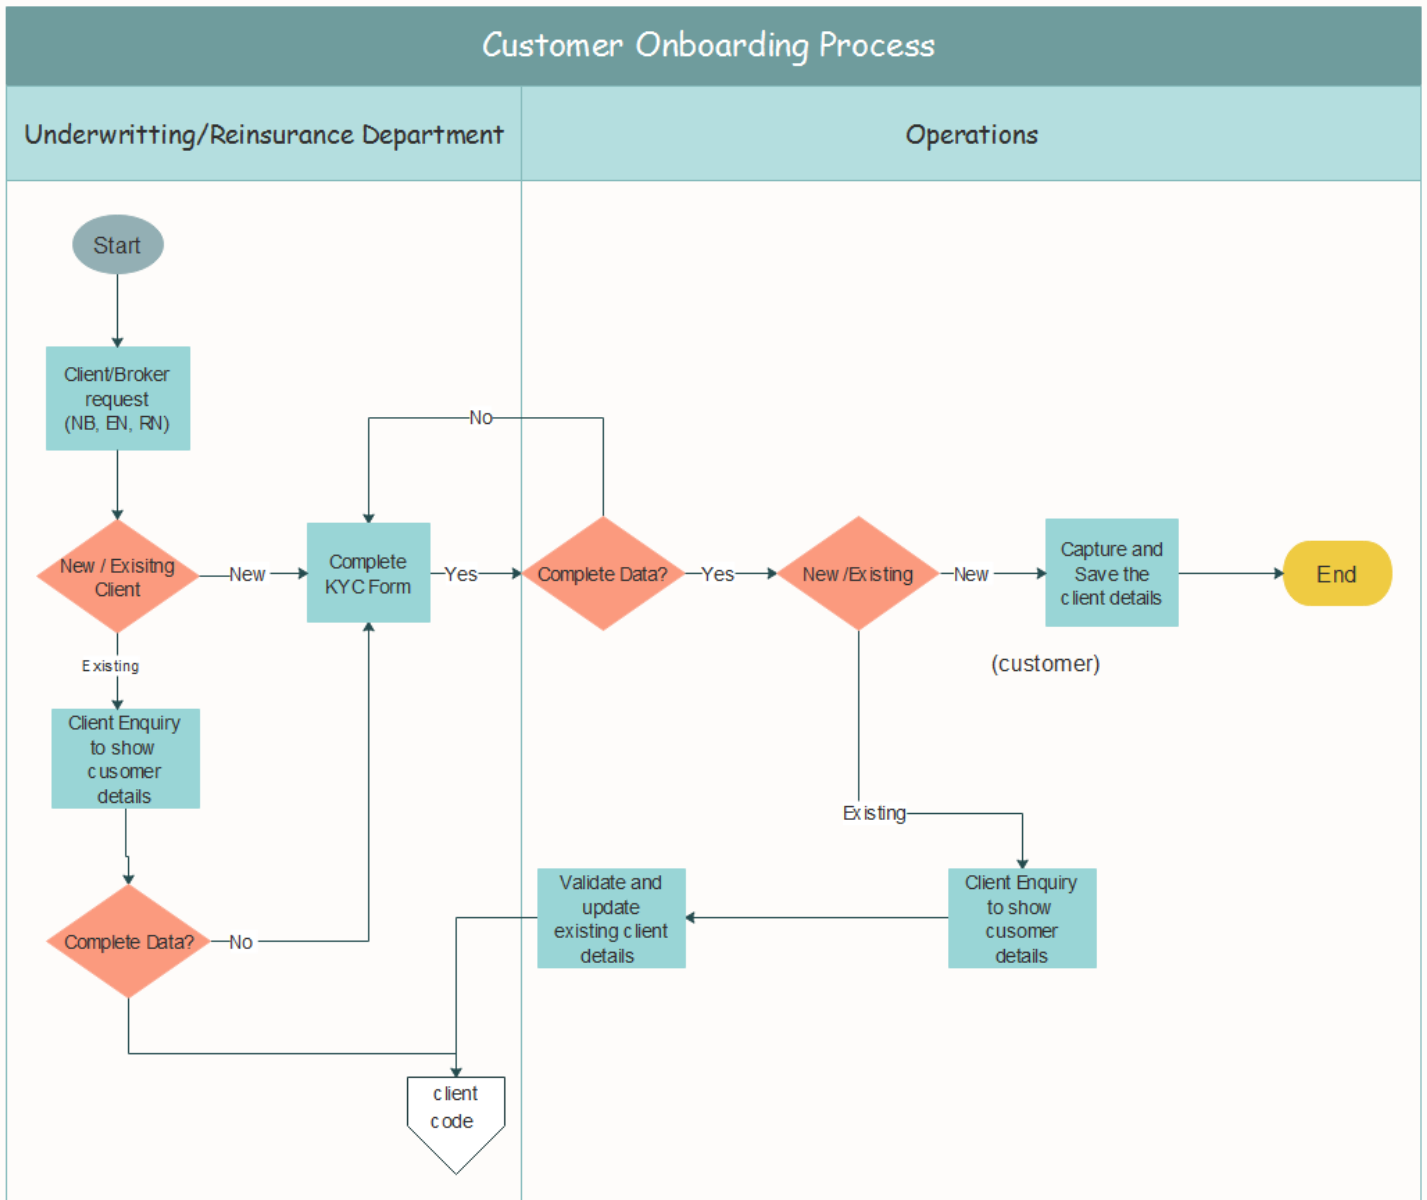 Customer Onboarding Process
Underwritting/Reinsurance Department
Operations
Start
Client/Broker
request
(NB, EN, RN)
No
New / Exisitng
Client
New
Complete
KYC Form
Yes
Complete Data?
Yes
New /Existing
New
Capture and
Save the
client details
End
(customer)
Existing
Client Enquiry
to show
cusomer
details
Existing
Complete Data?
No
Validate and
update
existing client
details
Client Enquiry
to show
cusomer
details
client
code